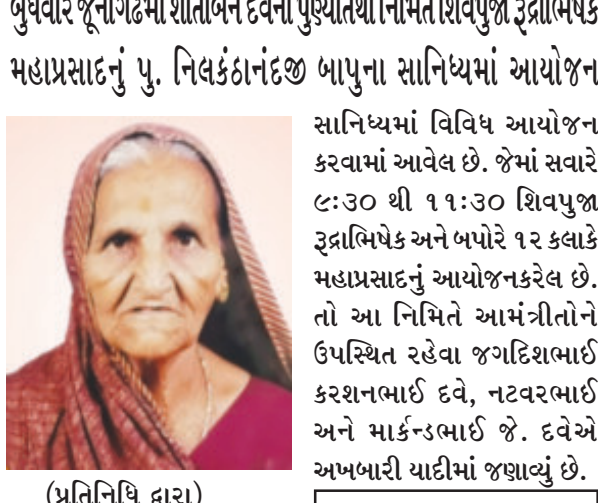 બુધવારે જૂનાગઢમાં શાંતાબેન દવેની પુણ્યતિથી નિમિતે શિવપુજા રૂદ્રાભિષેક
મહાપ્રસાદનું પુ. નિલકંઠાનંદજી બાપુના સાનિધ્યમાં આયોજન
(પ્રતિનિધિ દ્વારા)
સાનિધ્યમાં વિવિધ આયોજન
કરવામાં આવેલ છે. જેમાં સવારે
૯:૩૦ થી ૧૧:૩૦ શિવપુજા
રૂદ્રાભિષેક અને બપોરે ૧૨ કલાકે
મહાપ્રસાદનું આયોજનકરેલ છે.
તો આ નિમિતે આમંત્રીતોને
ઉપસ્થિત રહેવા જગદિશભાઈ
કરશનભાઈ દવે, નટવરભાઈ
અને માર્કન્ડભાઈ જે. દવેએ
અખબારી યાદીમાં જણાવ્યું છે.